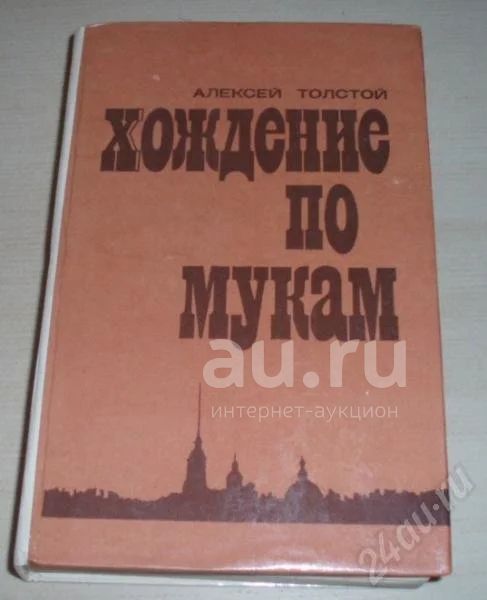 АЛЕКСЕЙ ТОЛСТОЙ
ХОЖДЕНИЕ
ПО
МУКАМ
au.ru
интернет-аукцион
24au.ru